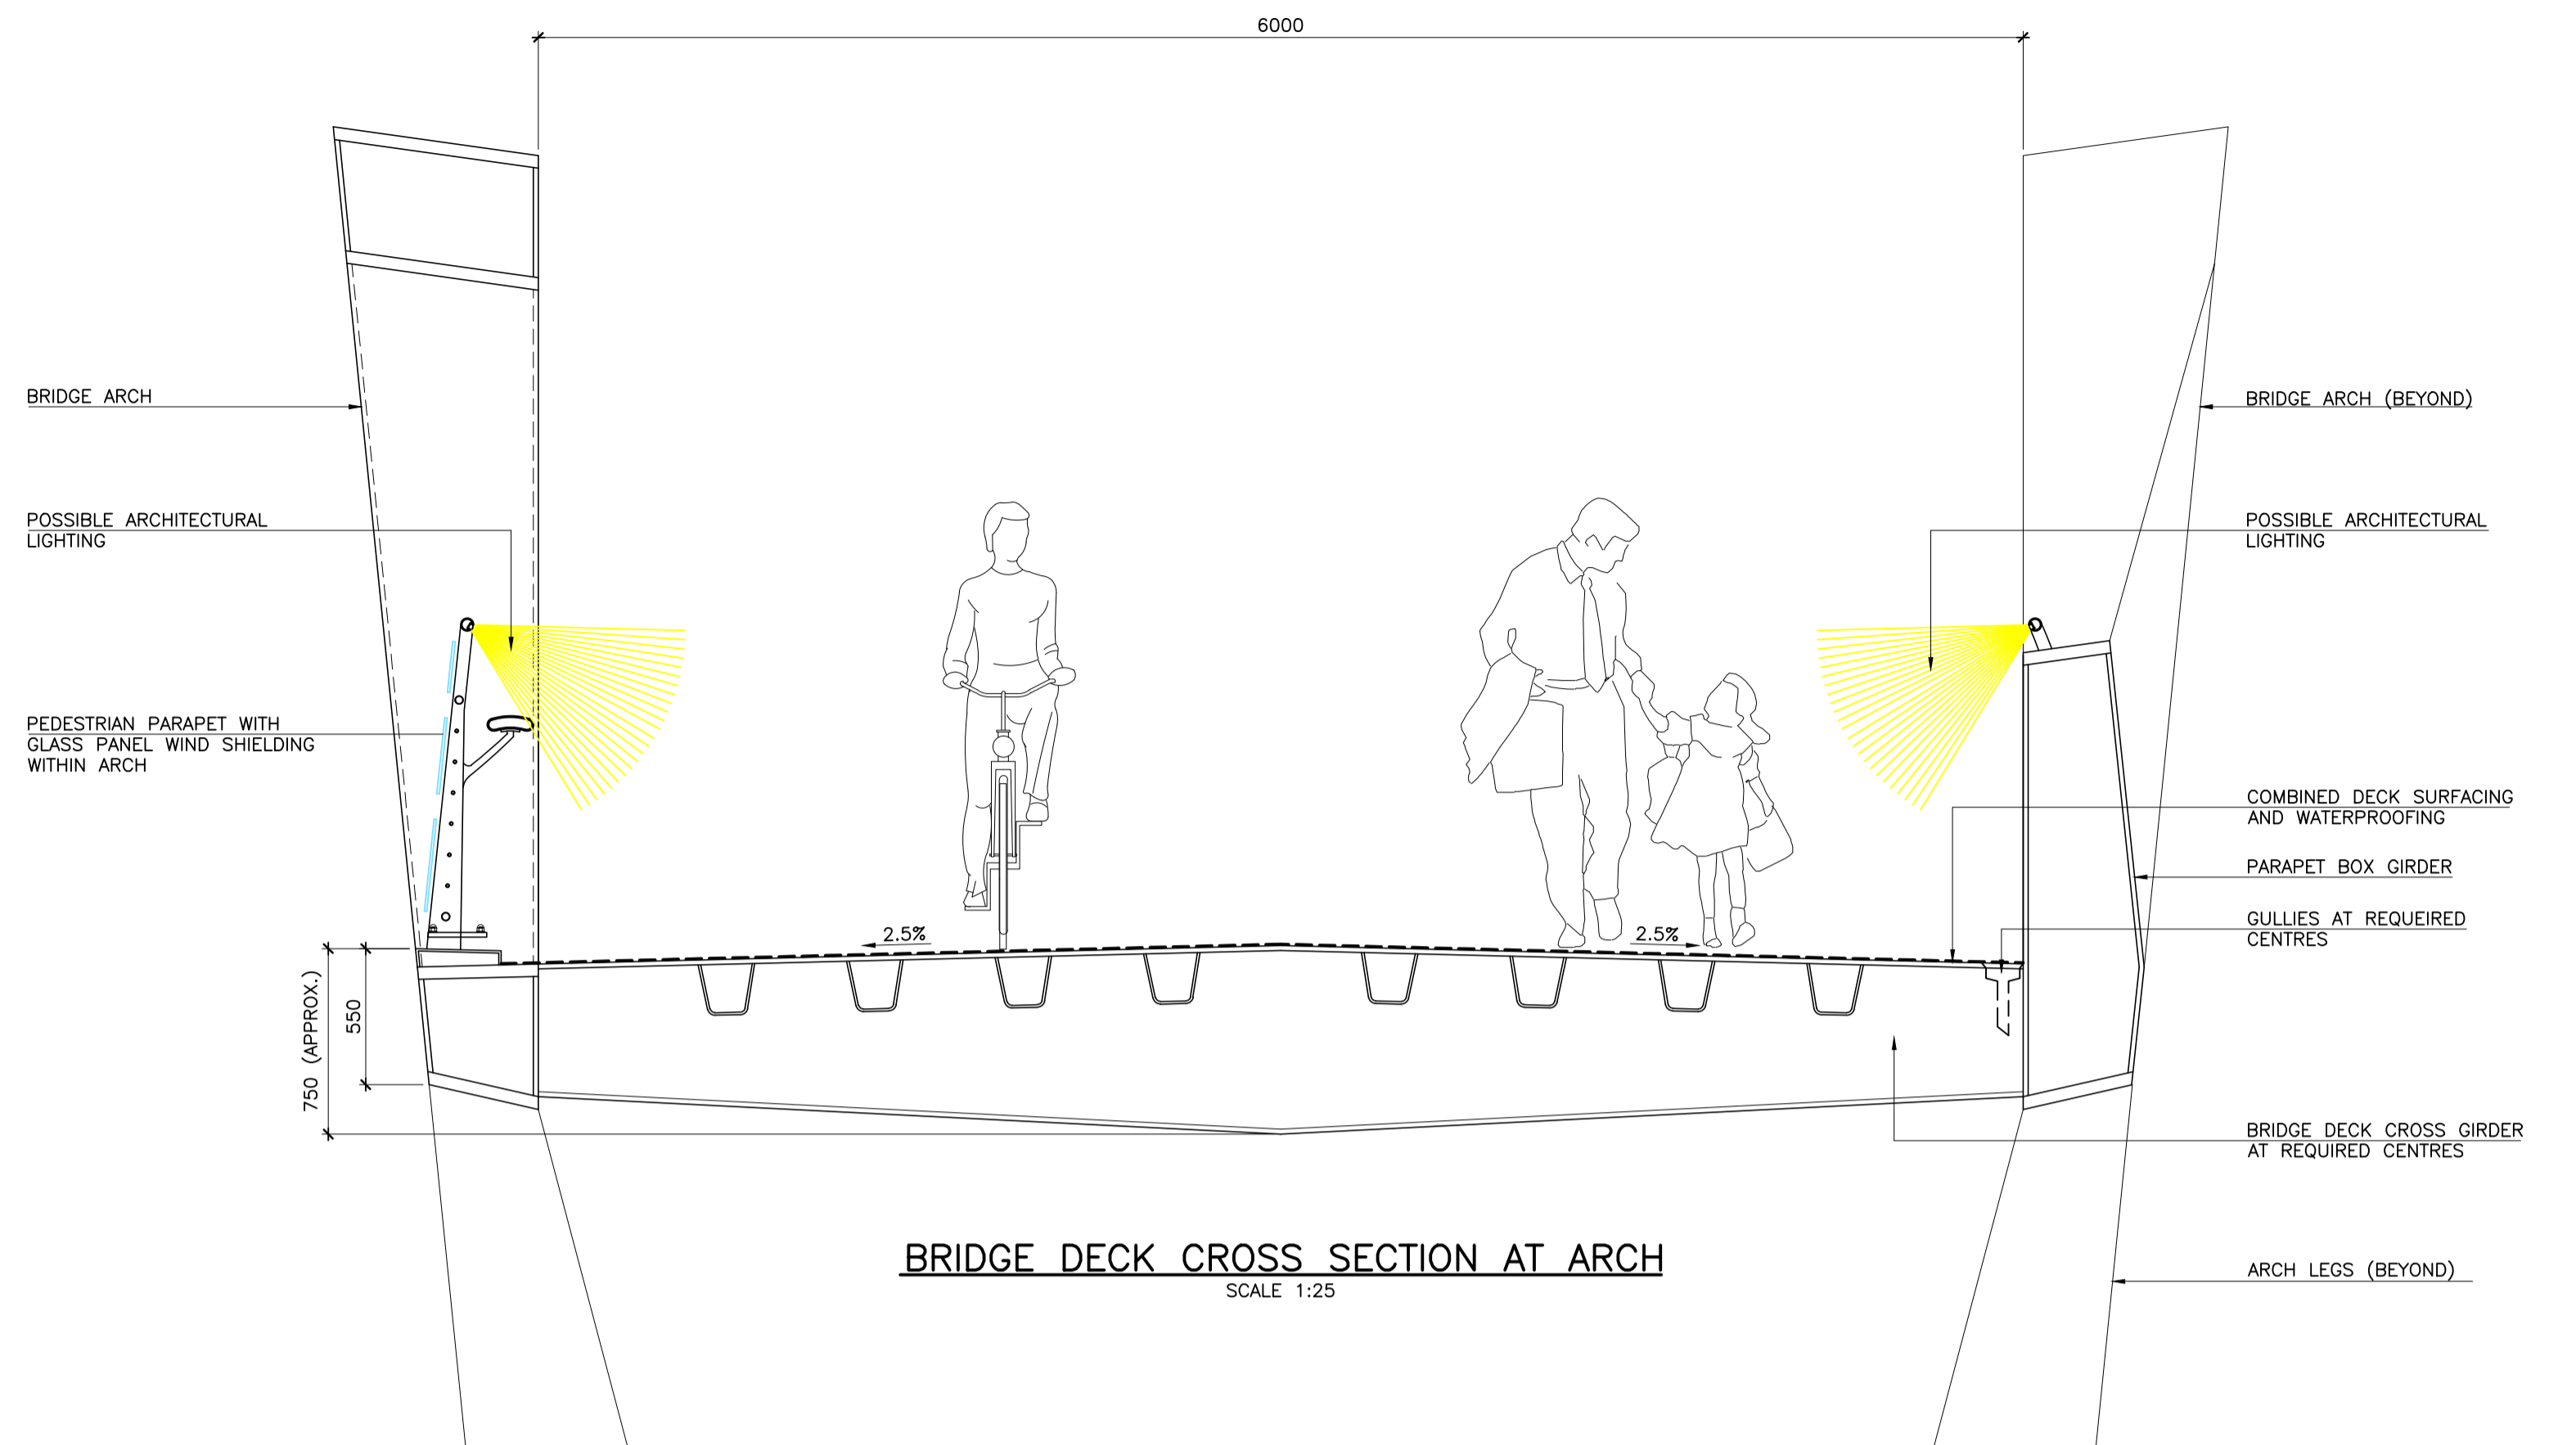 6000
BRIDGE ARCH
BRIDGE ARCH (BEYOND)
POSSIBLE ARCHITECTURAL
LIGHTING
POSSIBLE ARCHITECTURAL
LIGHTING
PEDESTRIAN PARAPET WITH
GLASS PANEL WIND SHIELDING
WITHIN ARCH
COMBINED DECK SURFACING
AND WATERPROOFING
PARAPET BOX GIRDER
GULLIES AT REQUEIRED
CENTRES
2.5%
2.5%
750 (APPROX.)
550
BRIDGE DECK CROSS GIRDER
AT REQUIRED CENTRES
BRIDGE DECK CROSS SECTION AT ARCH
SCALE 1:25
ARCH LEGS (BEYOND)